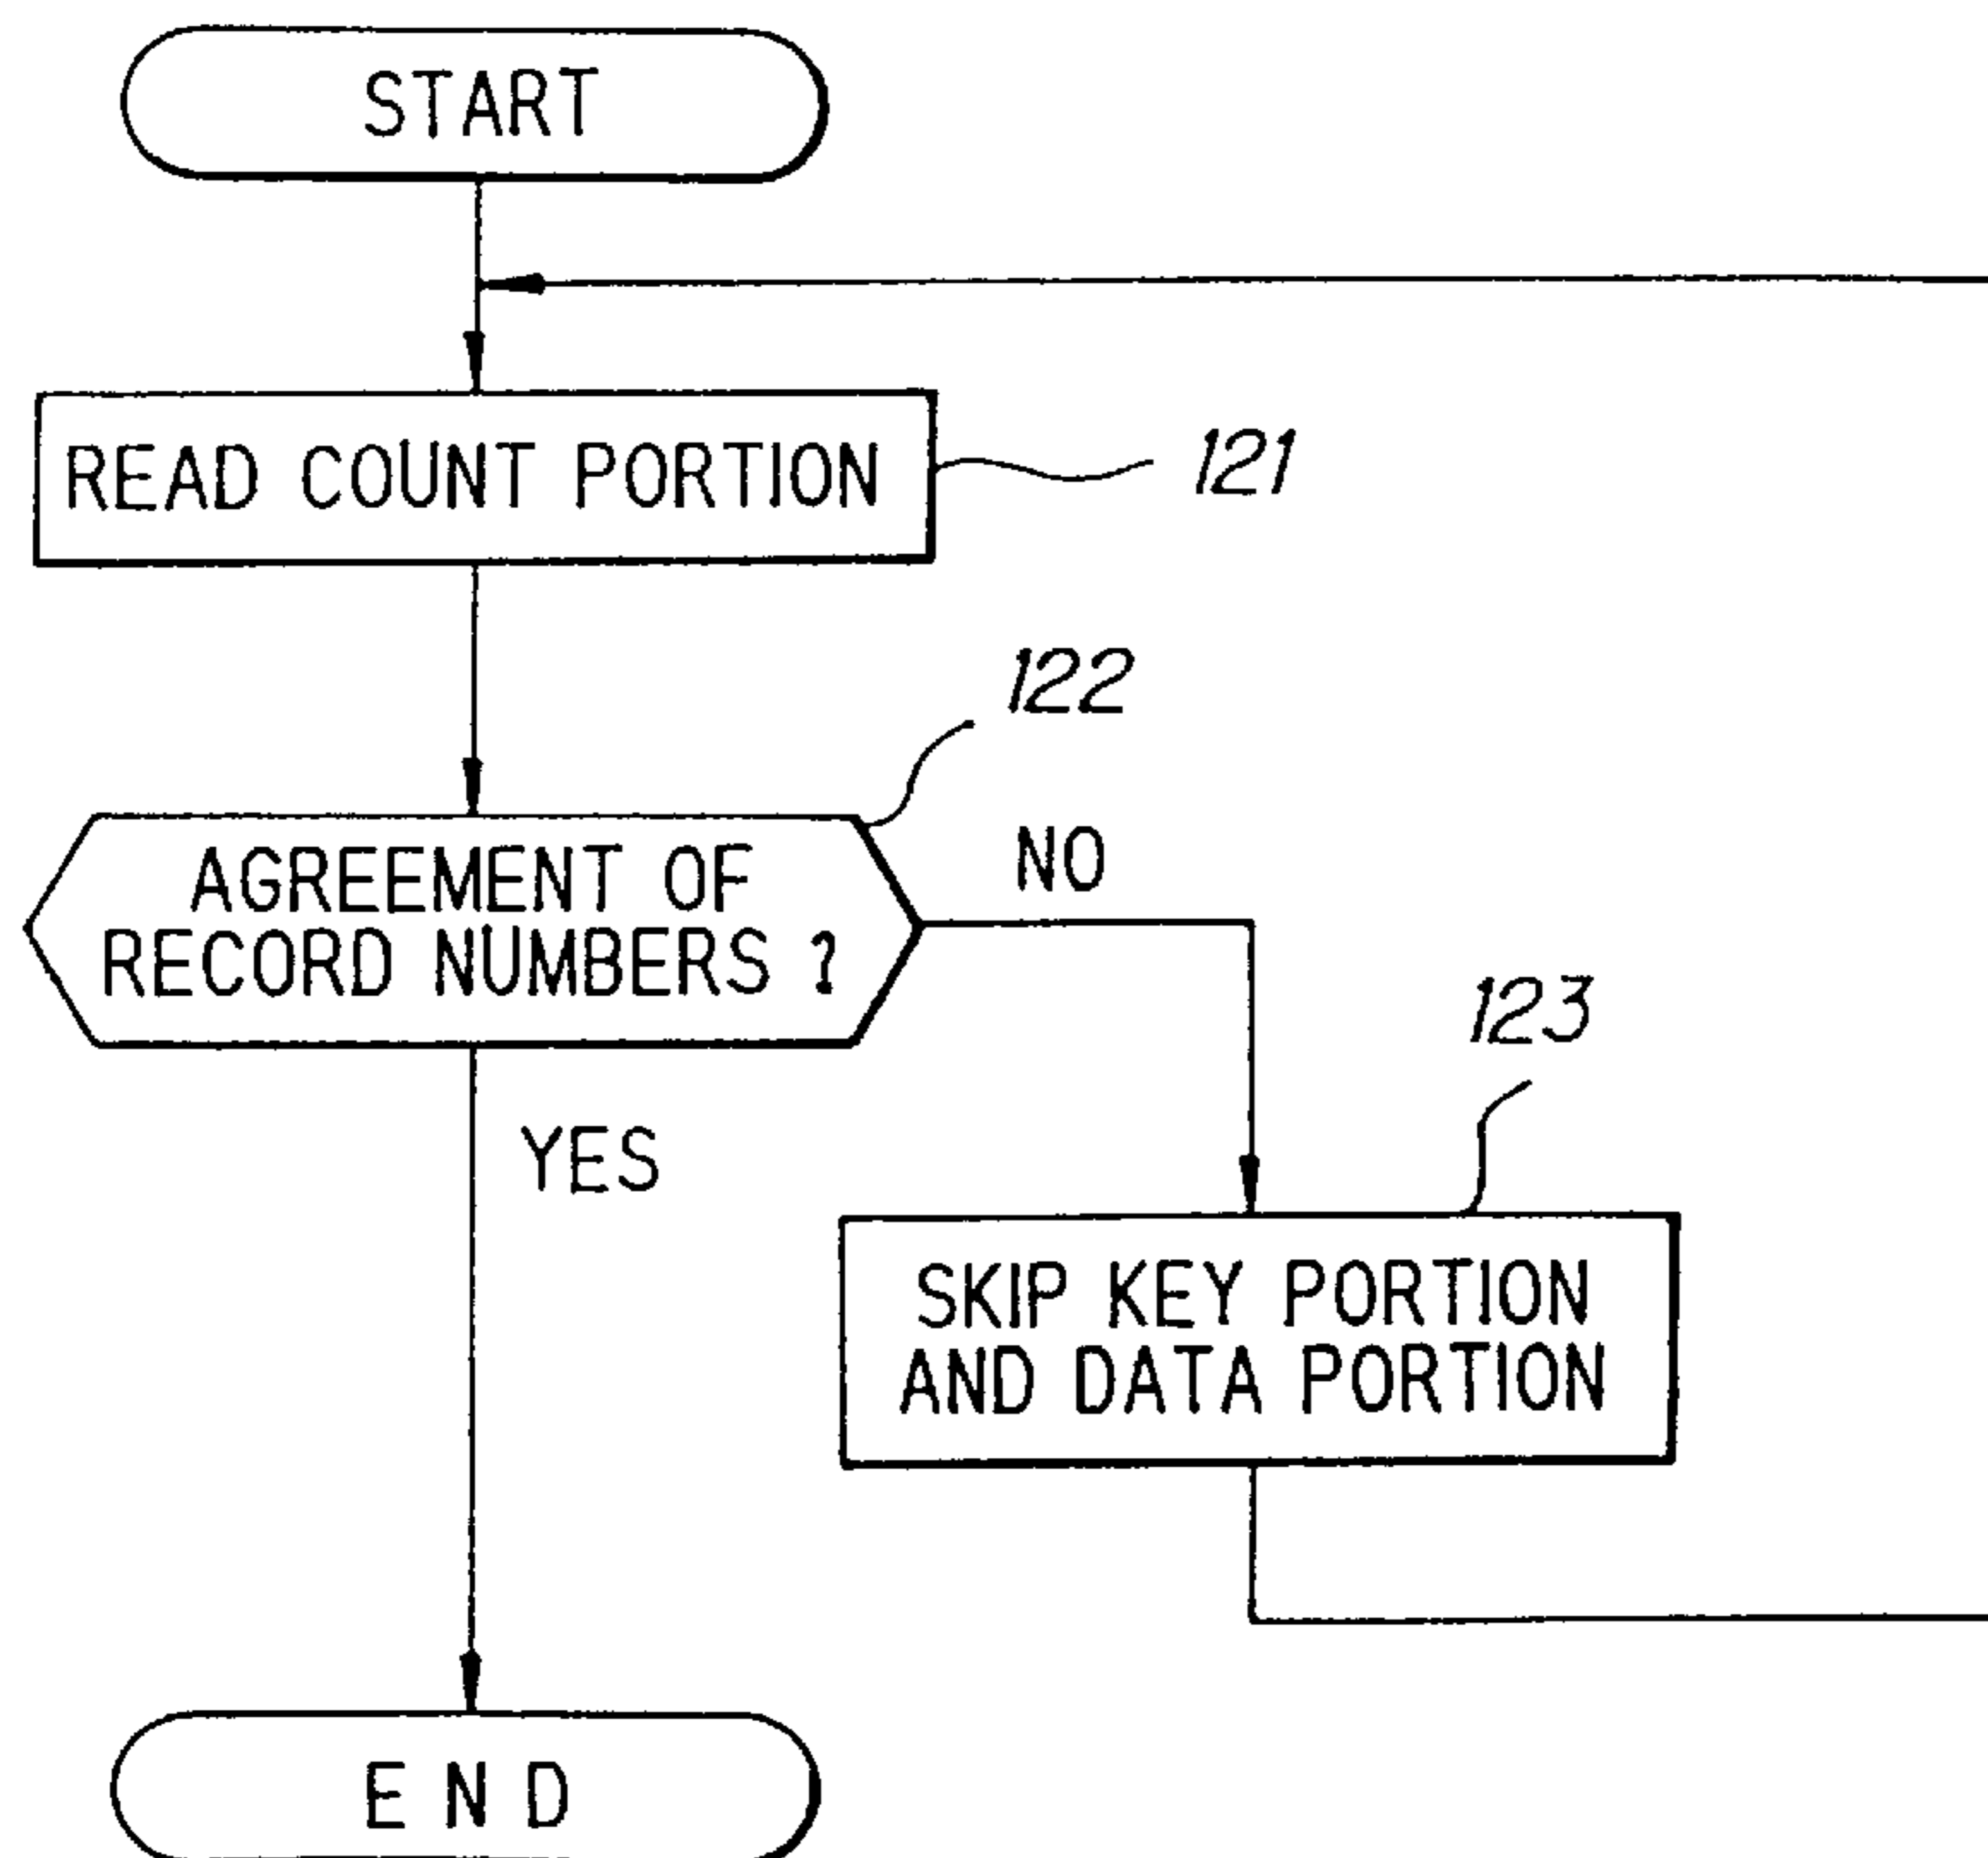 START
READ COUNT PORTION
121
122
AGREEMENT OF
RECORD NUMBERS ?
NO
123
YES
SKIP KEY PORTION
AND DATA PORTION
END